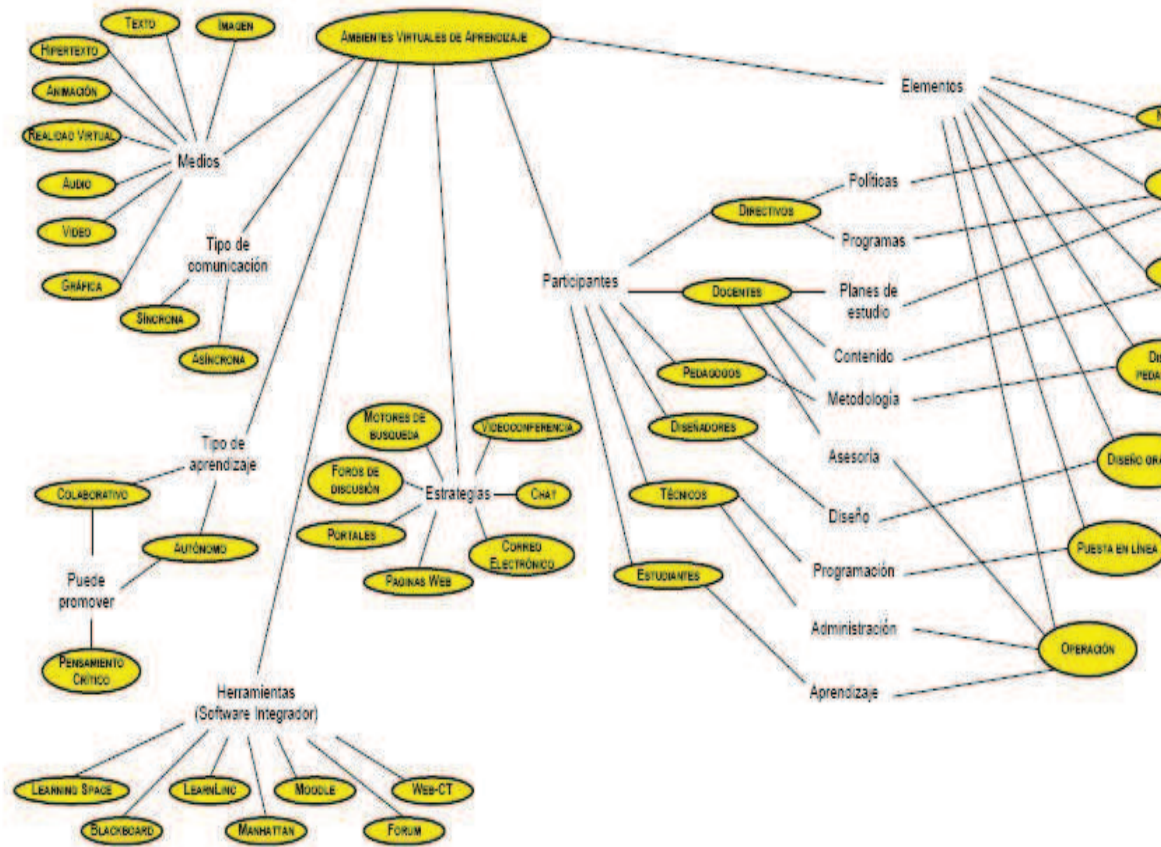 TEXTO
IMAGEN
AMBIENTES VIRTUALES DE APRENDIZAJE
HIPERTEXTO
ANIMACIÓN
REALIDAD VIRTUAL
AUDIO
VIDEO
GRÁFICA
Medios
Tipo de
comunicación
SÍNCRONA
ASÍNCRONA
Tipo de
aprendizaje
COLABORATIVO
AUTÓNOMO
Puede
promover
PENSAMIENTO
CRÍTICO
MOTORES DE
BUSQUEDA
VIDEOCONFERENCIA
FOROS DE
DISCUSIÓN
Estrategias
CHAT
PORTALES
CORREO
ELECTRÓNICO
PAGINAS WEB
Herramientas
(Software Integrador)
LEARNING SPACE
LEARNLINC
MOODLE
WEB-CT
BLACKBOARD
MANHATTAN
FORUM
Participantes
DIRECTIVOS
DOCENTES
PEDAGOGOS
DISEÑADORES
TÉCNICOS
ESTUDIANTES
Políticas
Programas
Planes de
estudio
Contenido
Metodología
Asesoría
Diseño
Programación
Administración
Aprendizaje
Elementos
PUESTA EN LÍNEA
OPERACIÓN
DISEÑO GRÁ